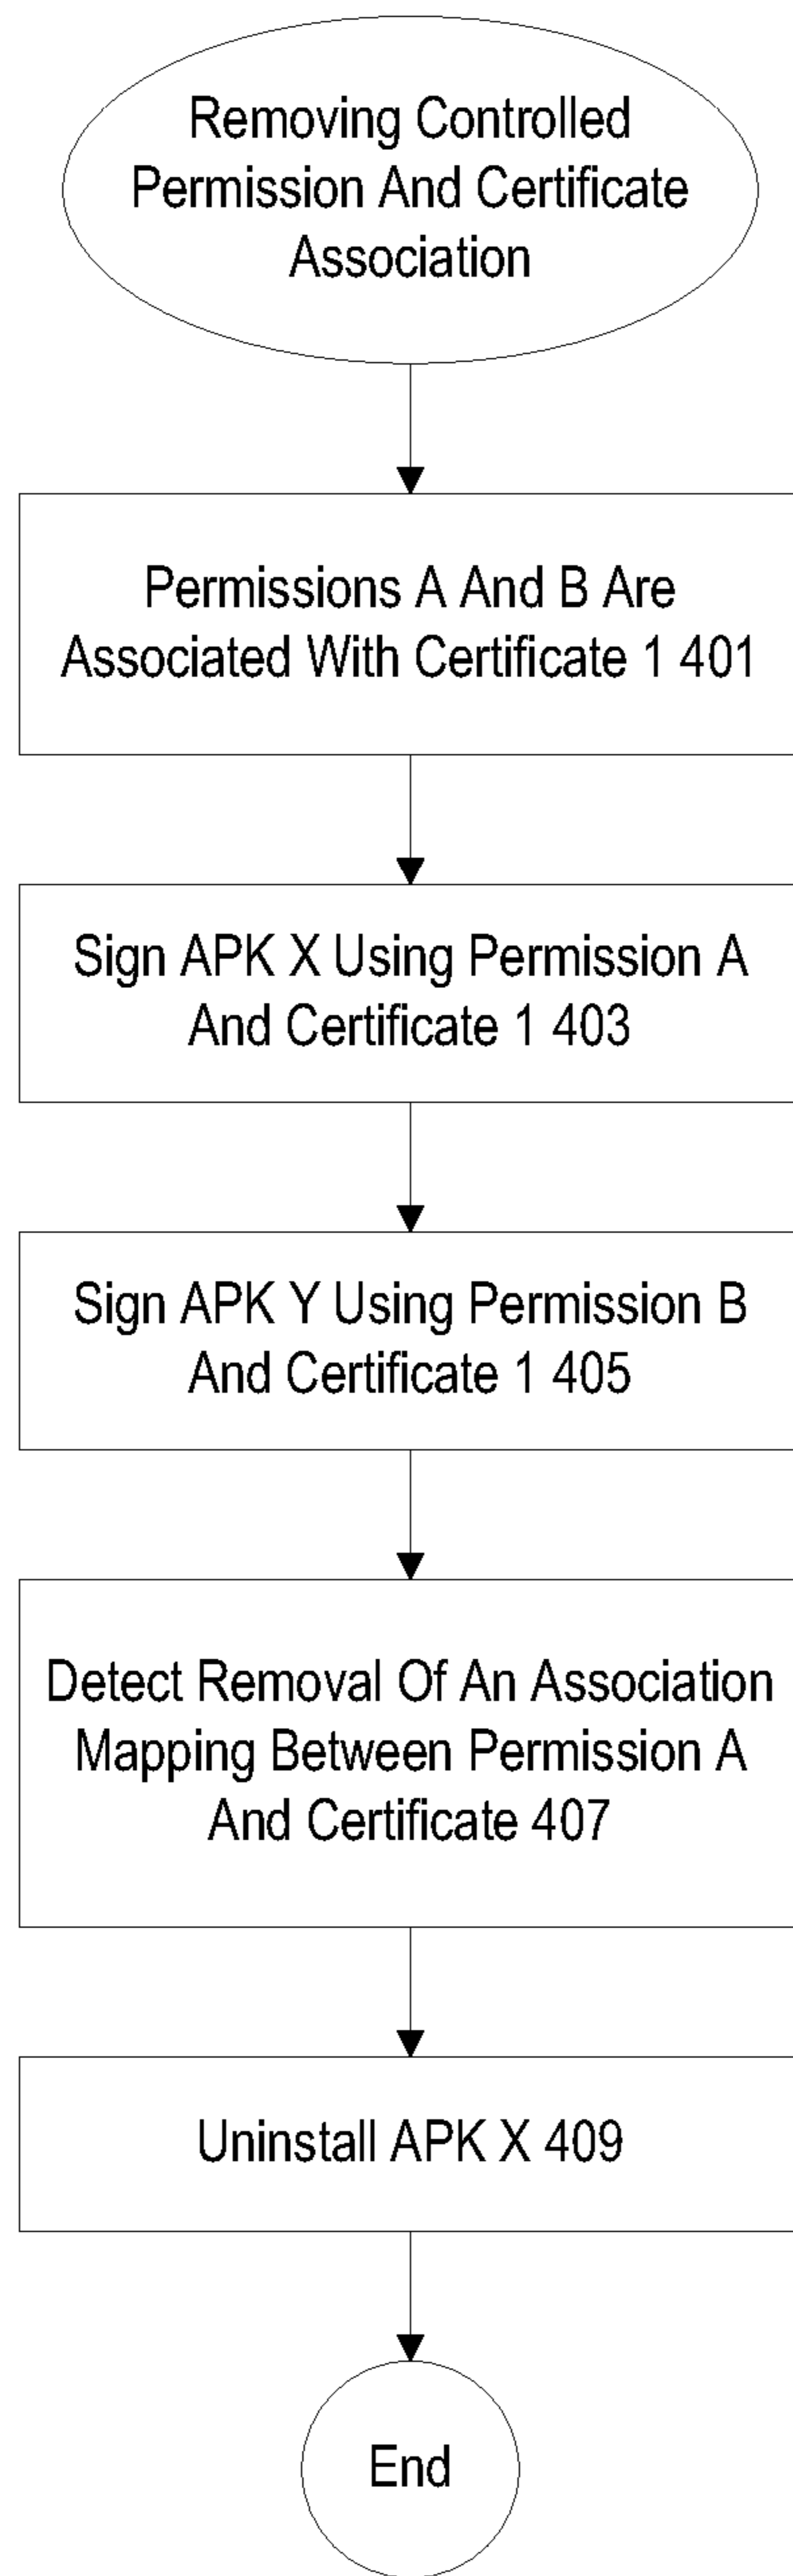 Removing Controlled
Permission And Certificate
Association
Permissions A And B Are
Associated With Certificate 1 401
Sign APK X Using Permission A
And Certificate 1 403
Sign APK Y Using Permission B
And Certificate 1 405
Detect Removal Of An Association
Mapping Between Permission A
And Certificate 407
Uninstall APK X 409
End